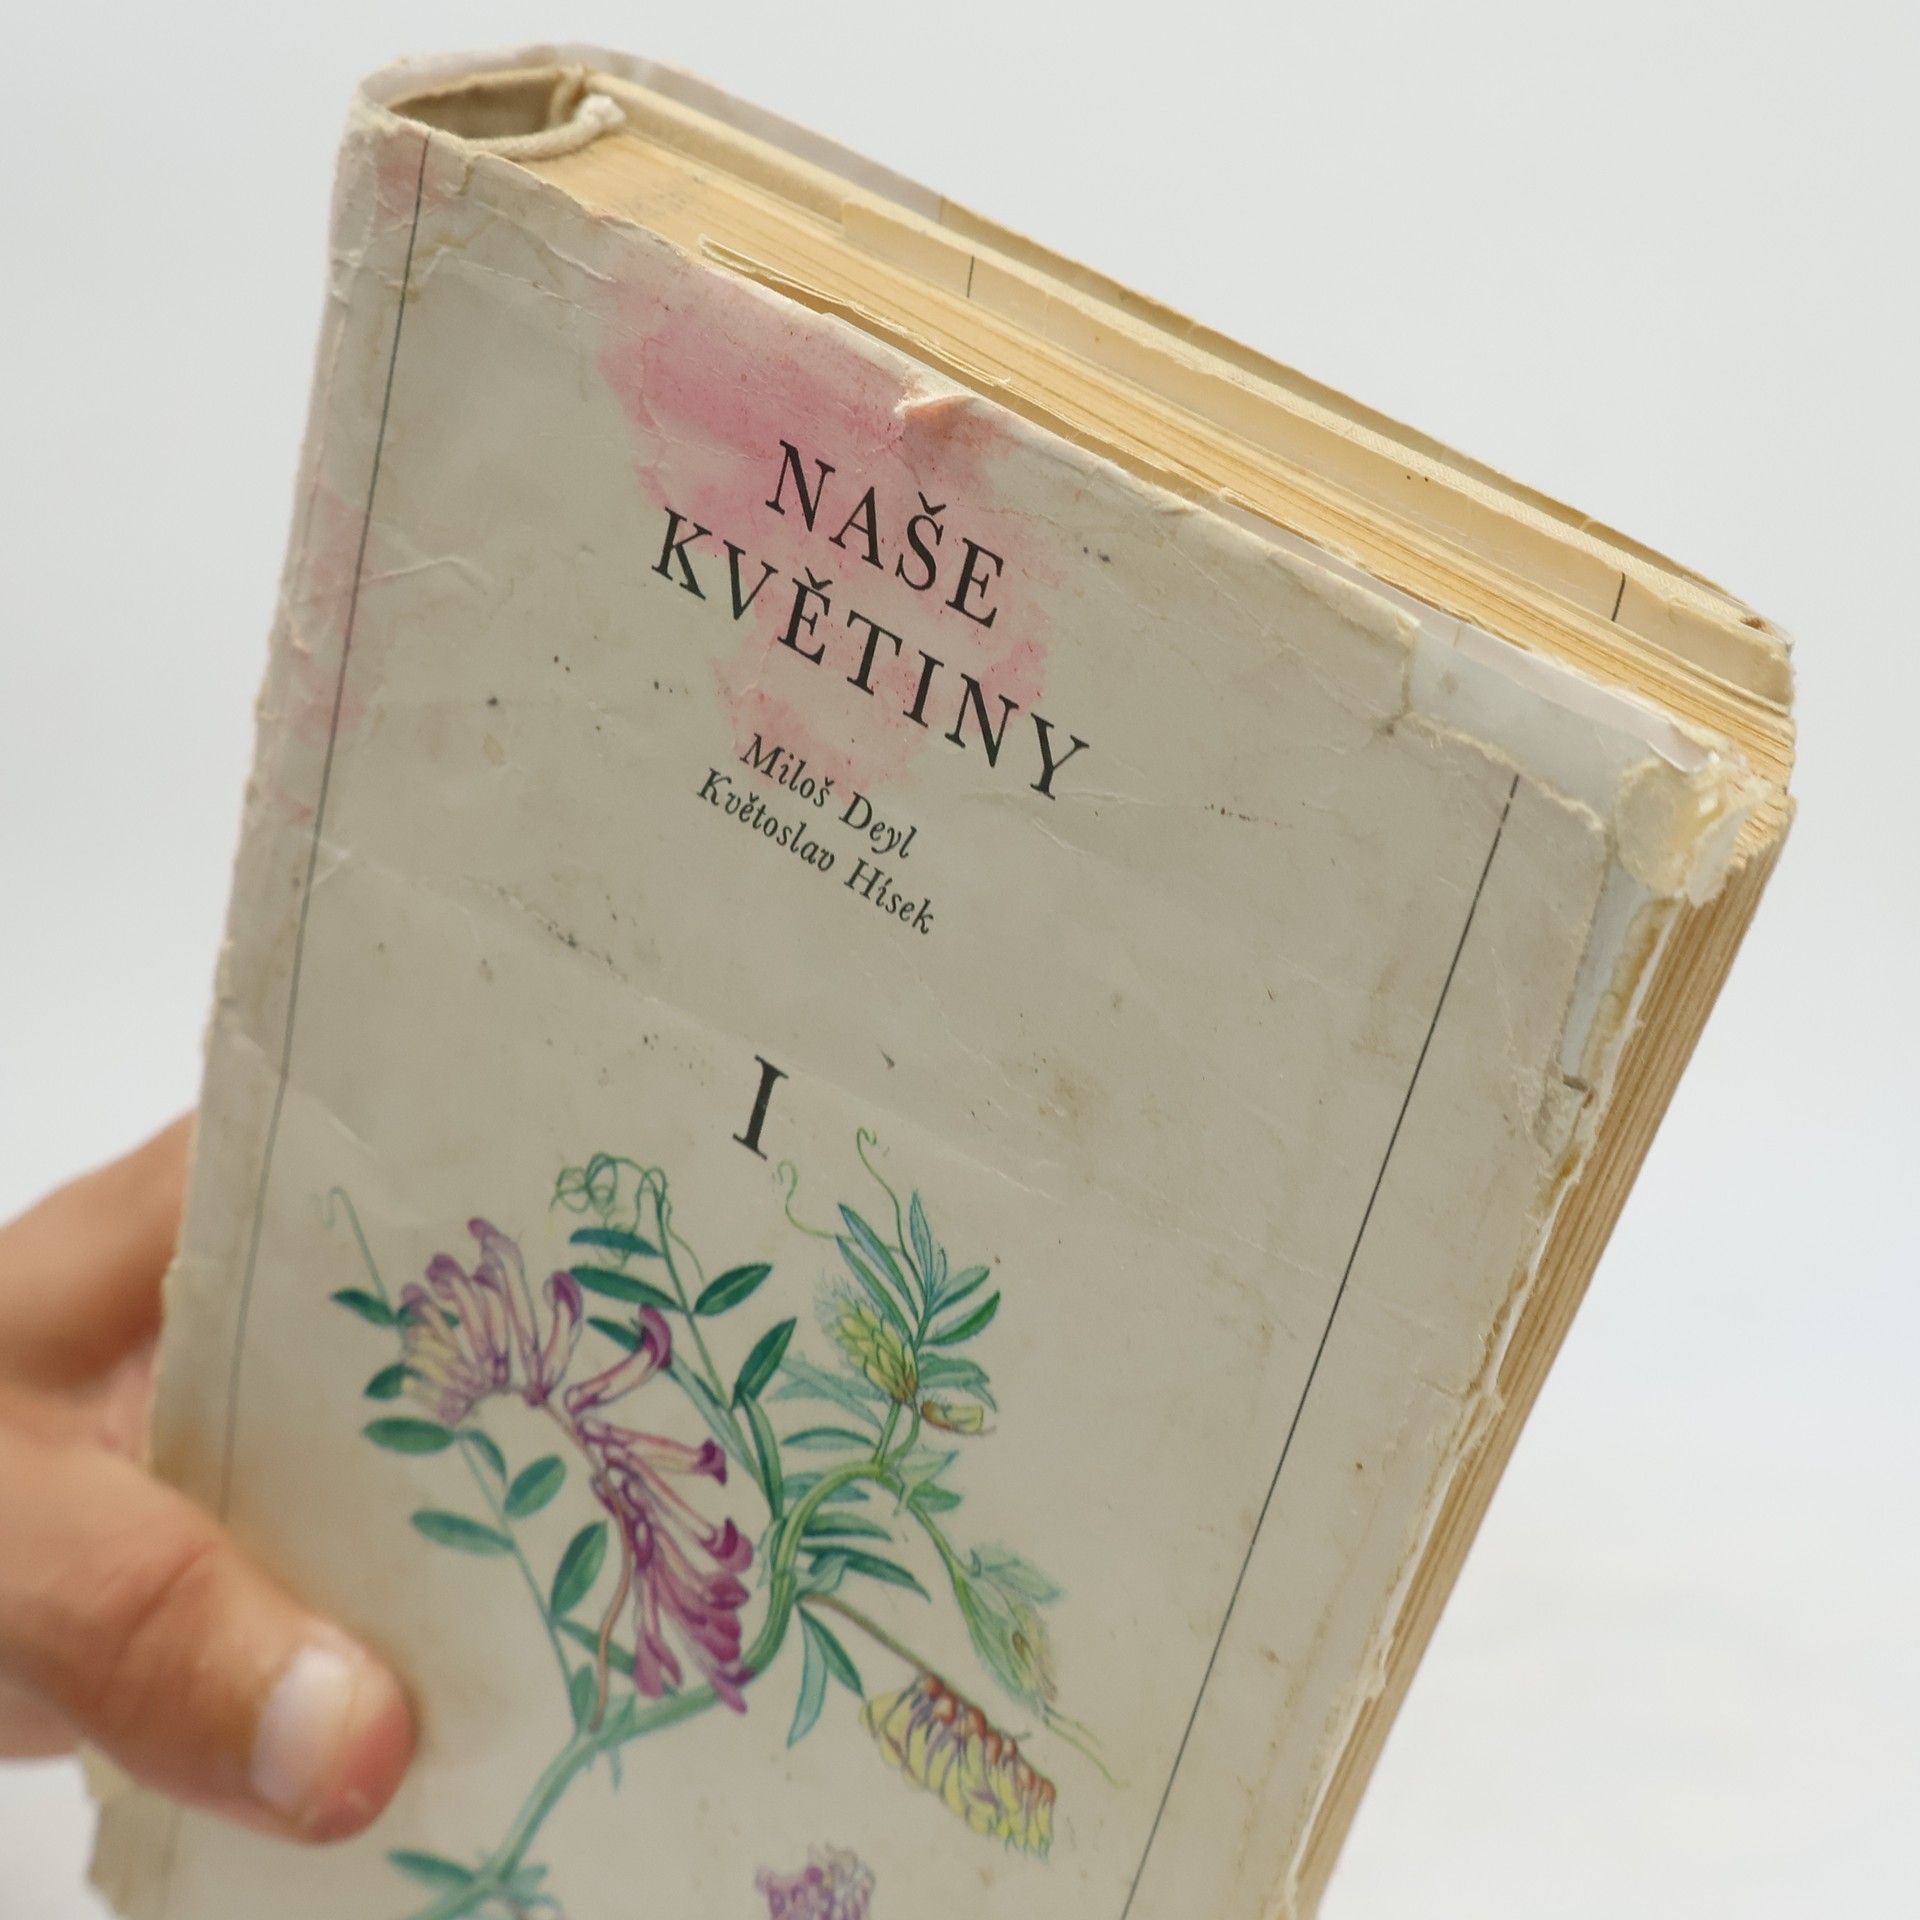 NAŠE
KVĚTINY
Miloš Deyl
Květoslav Hísek
I